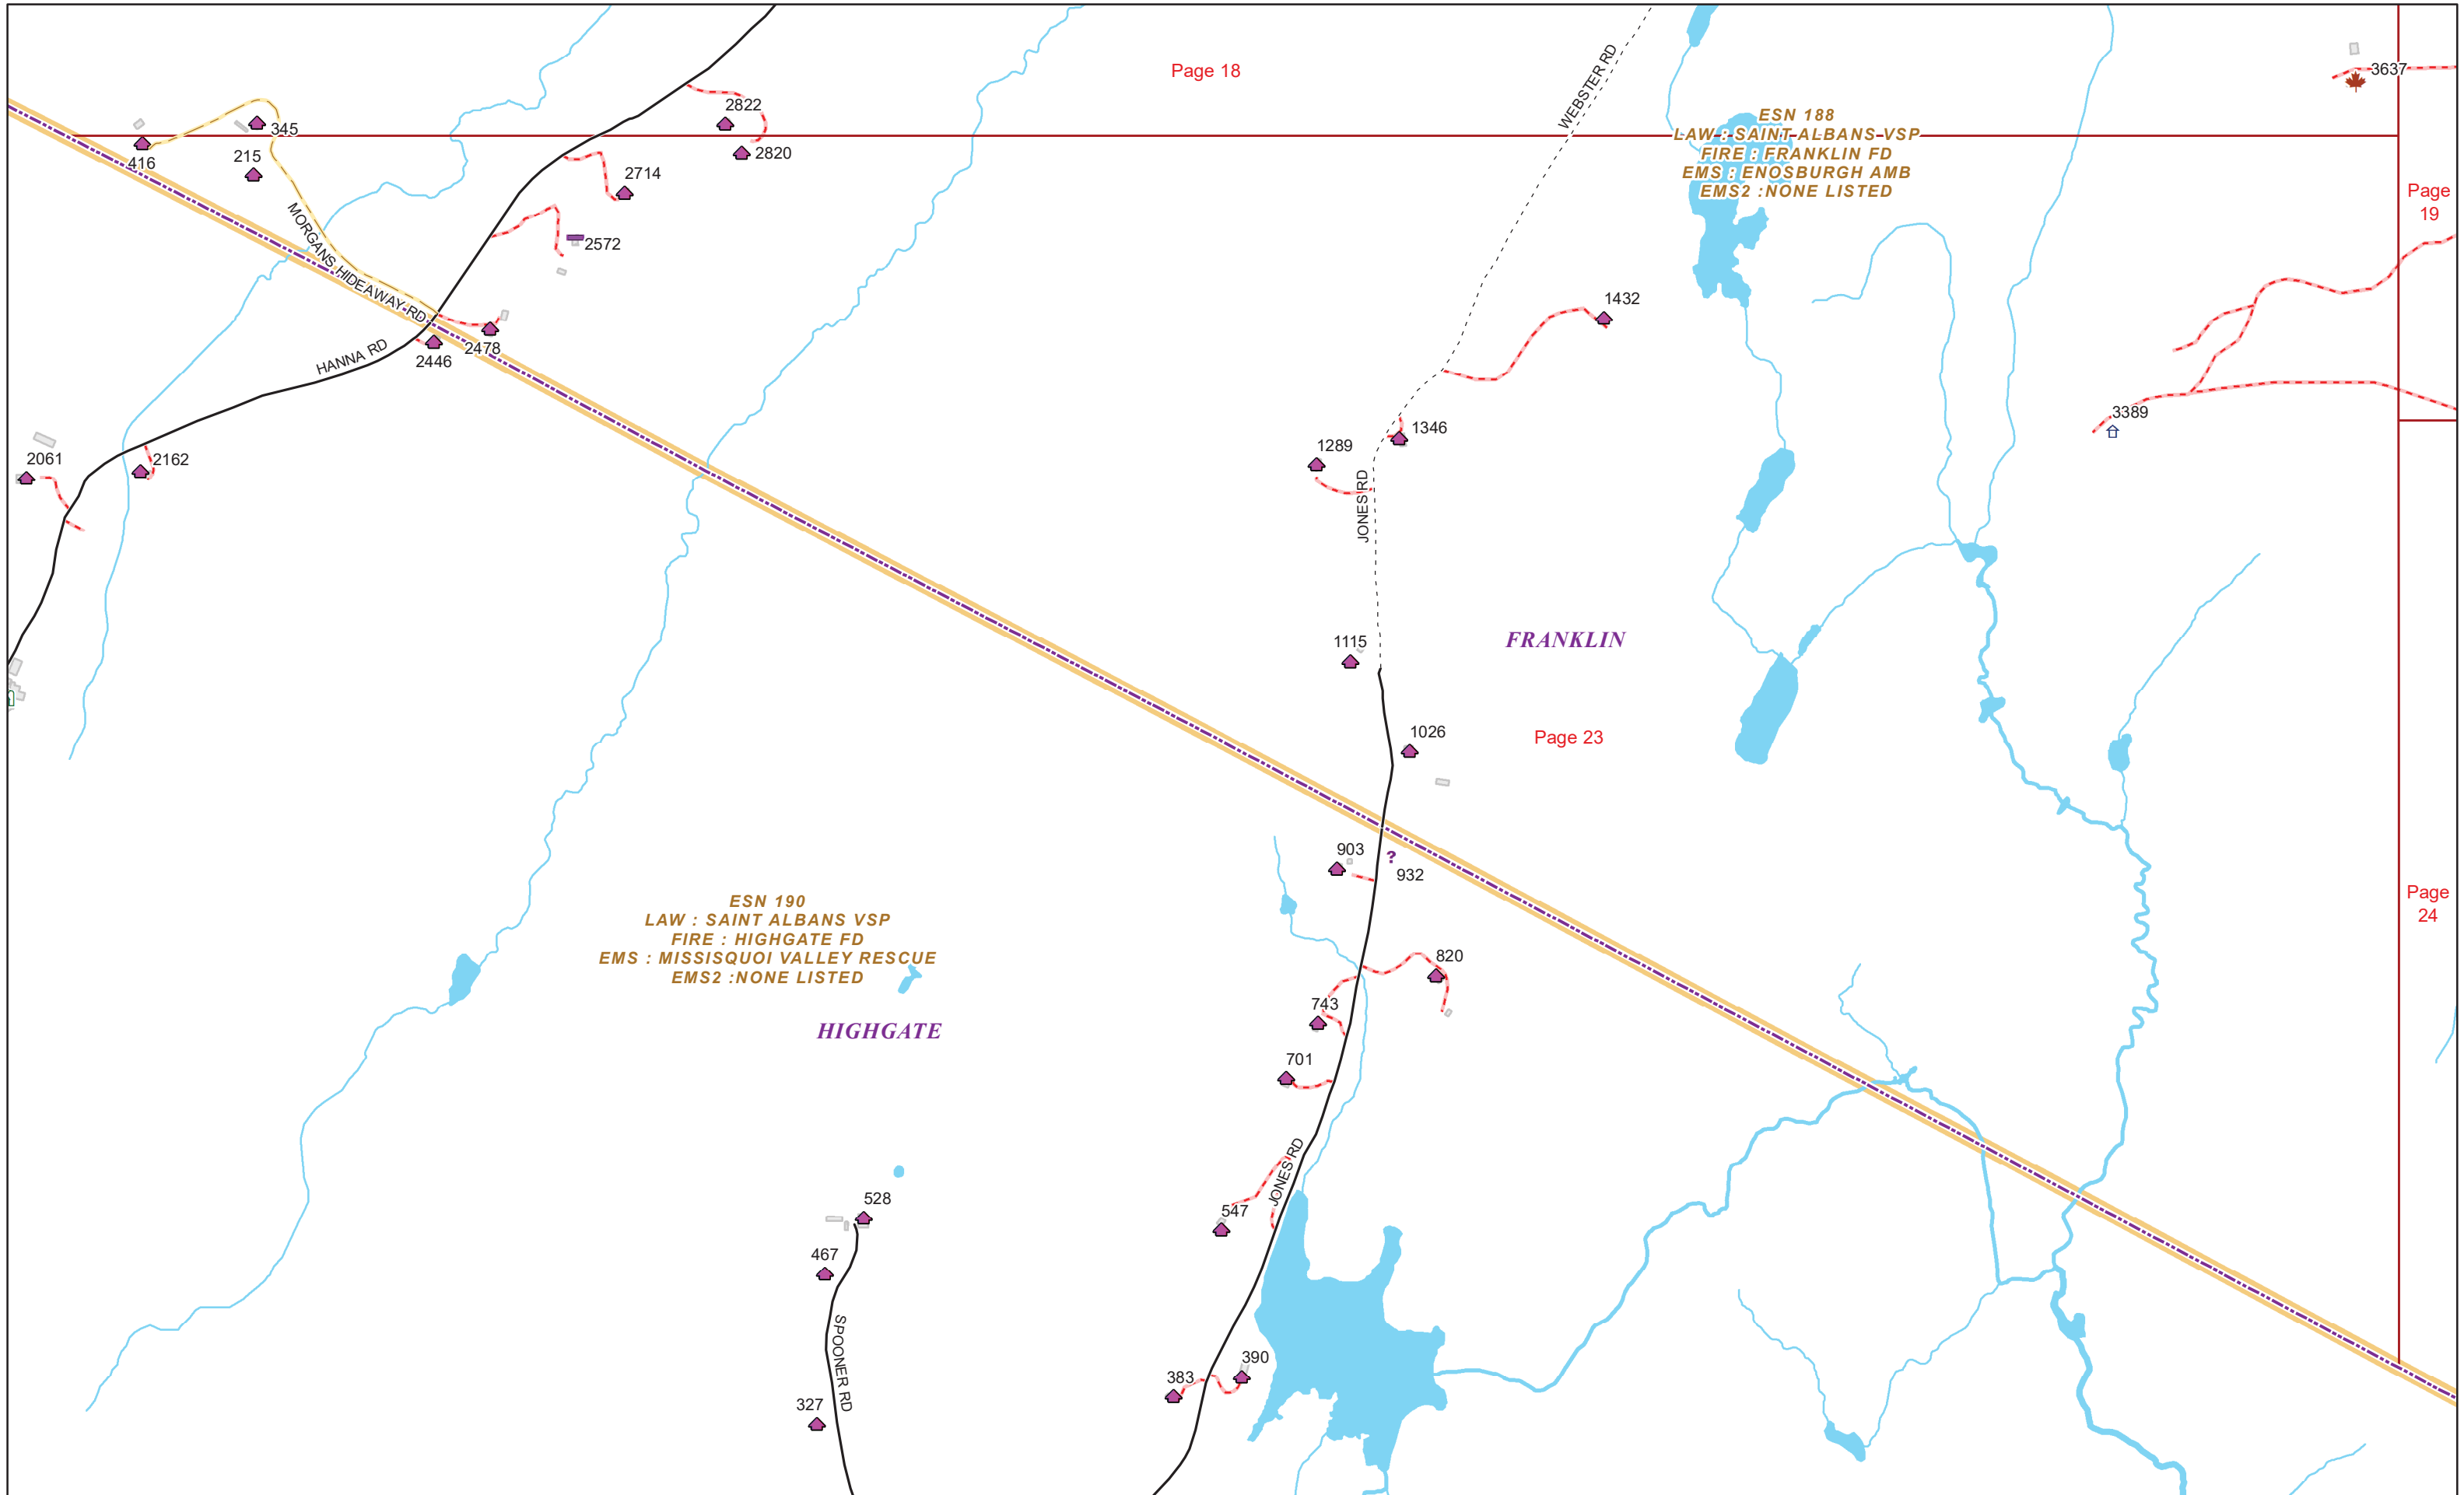 Page 18
WEBSTER RD
3637
ESN 188
LAW : SAINT ALBANS VSP
FIRE : FRANKLIN FD
EMS : ENOSBURGH AMB
EMS2 :NONE LISTED
Page
19
2822
345
416
215
2820
2714
2572
MORGANS HIDEAWAY RD
1432
2478
2446
HANNA RD
3389
1346
1289
2061
2162
JONES RD
1115
FRANKLIN
1026
Page 23
903
?
932
Page
24
ESN 190
LAW : SAINT ALBANS VSP
FIRE : HIGHGATE FD
EMS : MISSISQUOI VALLEY RESCUE
EMS2 :NONE LISTED
820
743
HIGHGATE
701
JONES RD
528
547
467
SPOONER RD
390
383
327